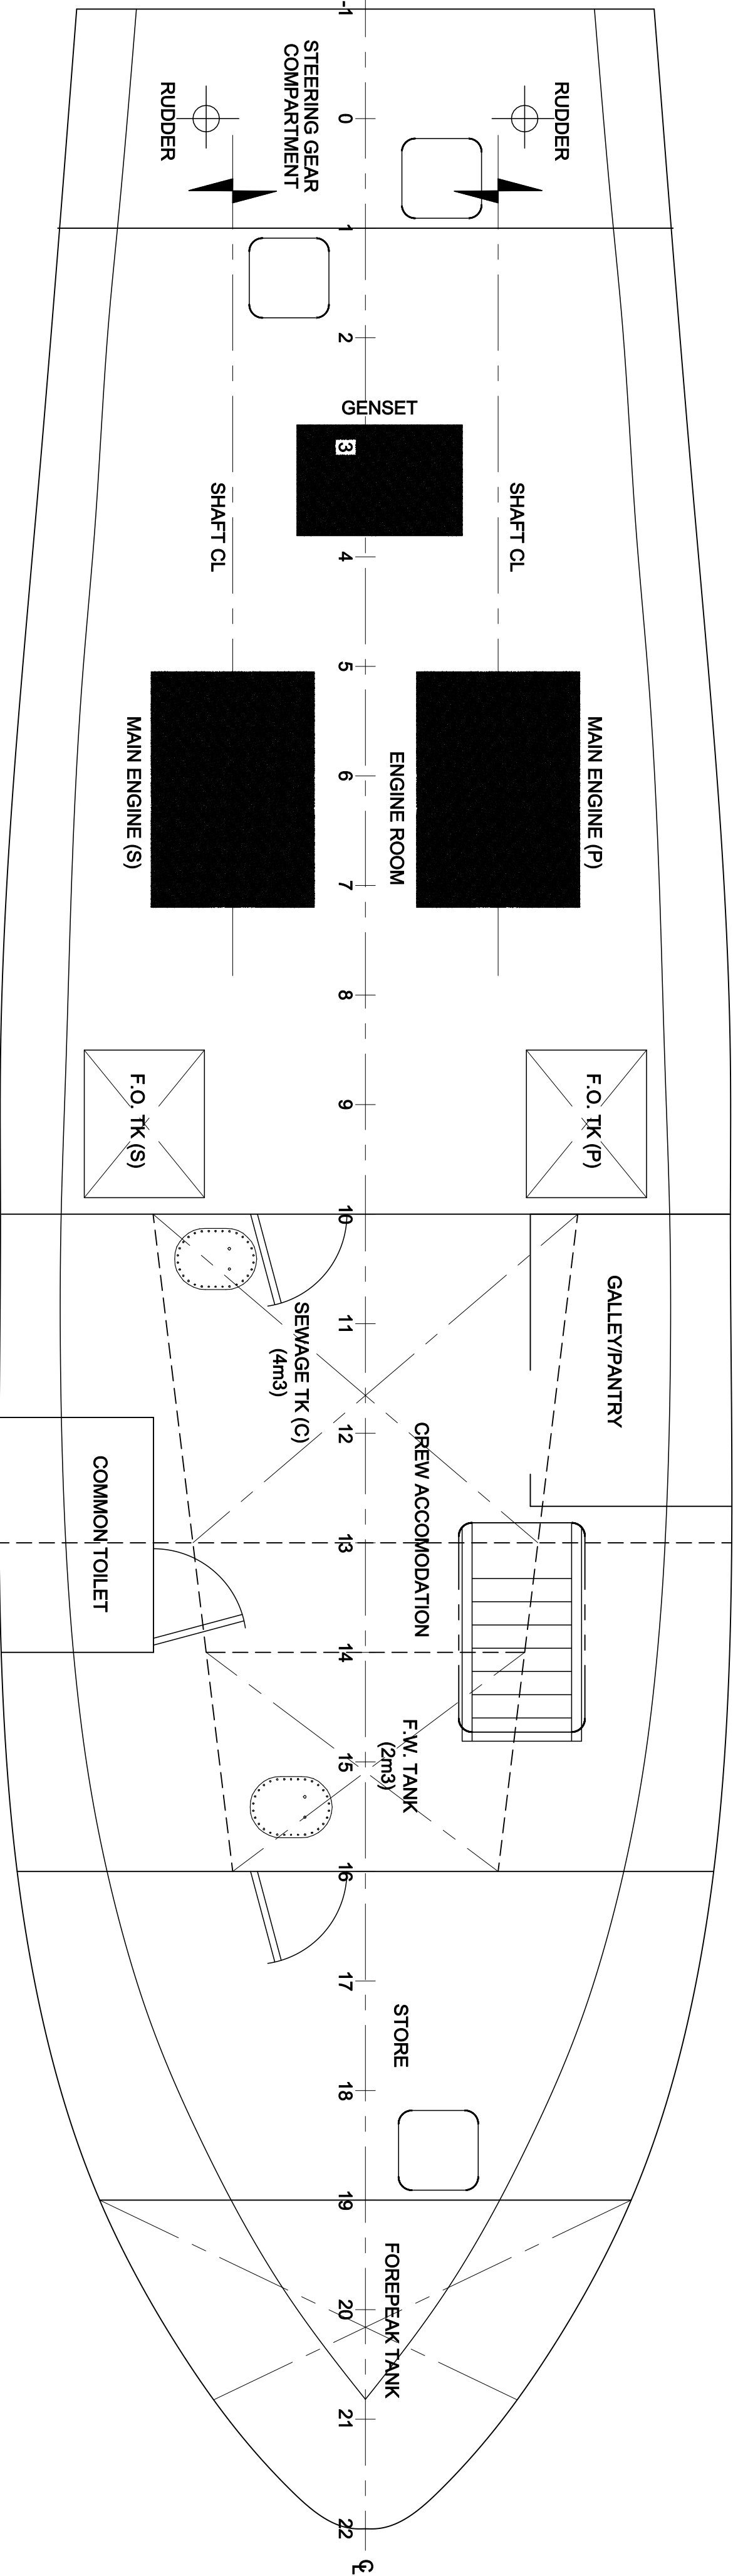 -1
RUDDER
STEERING GEAR
COMPARTMENT
0
RUDDER
1
2
GENSET
3
SHAFT CL
4
SHAFT CL
5
MAIN ENGINE (S)
6
ENGINE ROOM
MAIN ENGINE (P)
7
8
F.O. TK (S)
9
F.O. TK (P)
10
SEWAGE TK (C)
(4m3)
11
GALLEY/PANTRY
12
CREW ACCOMODATION
COMMON TOILET
13
14
F.W. TANK
(2m3)
15
16
17
STORE
18
19
FOREPEAK TANK
20
21
22
CL